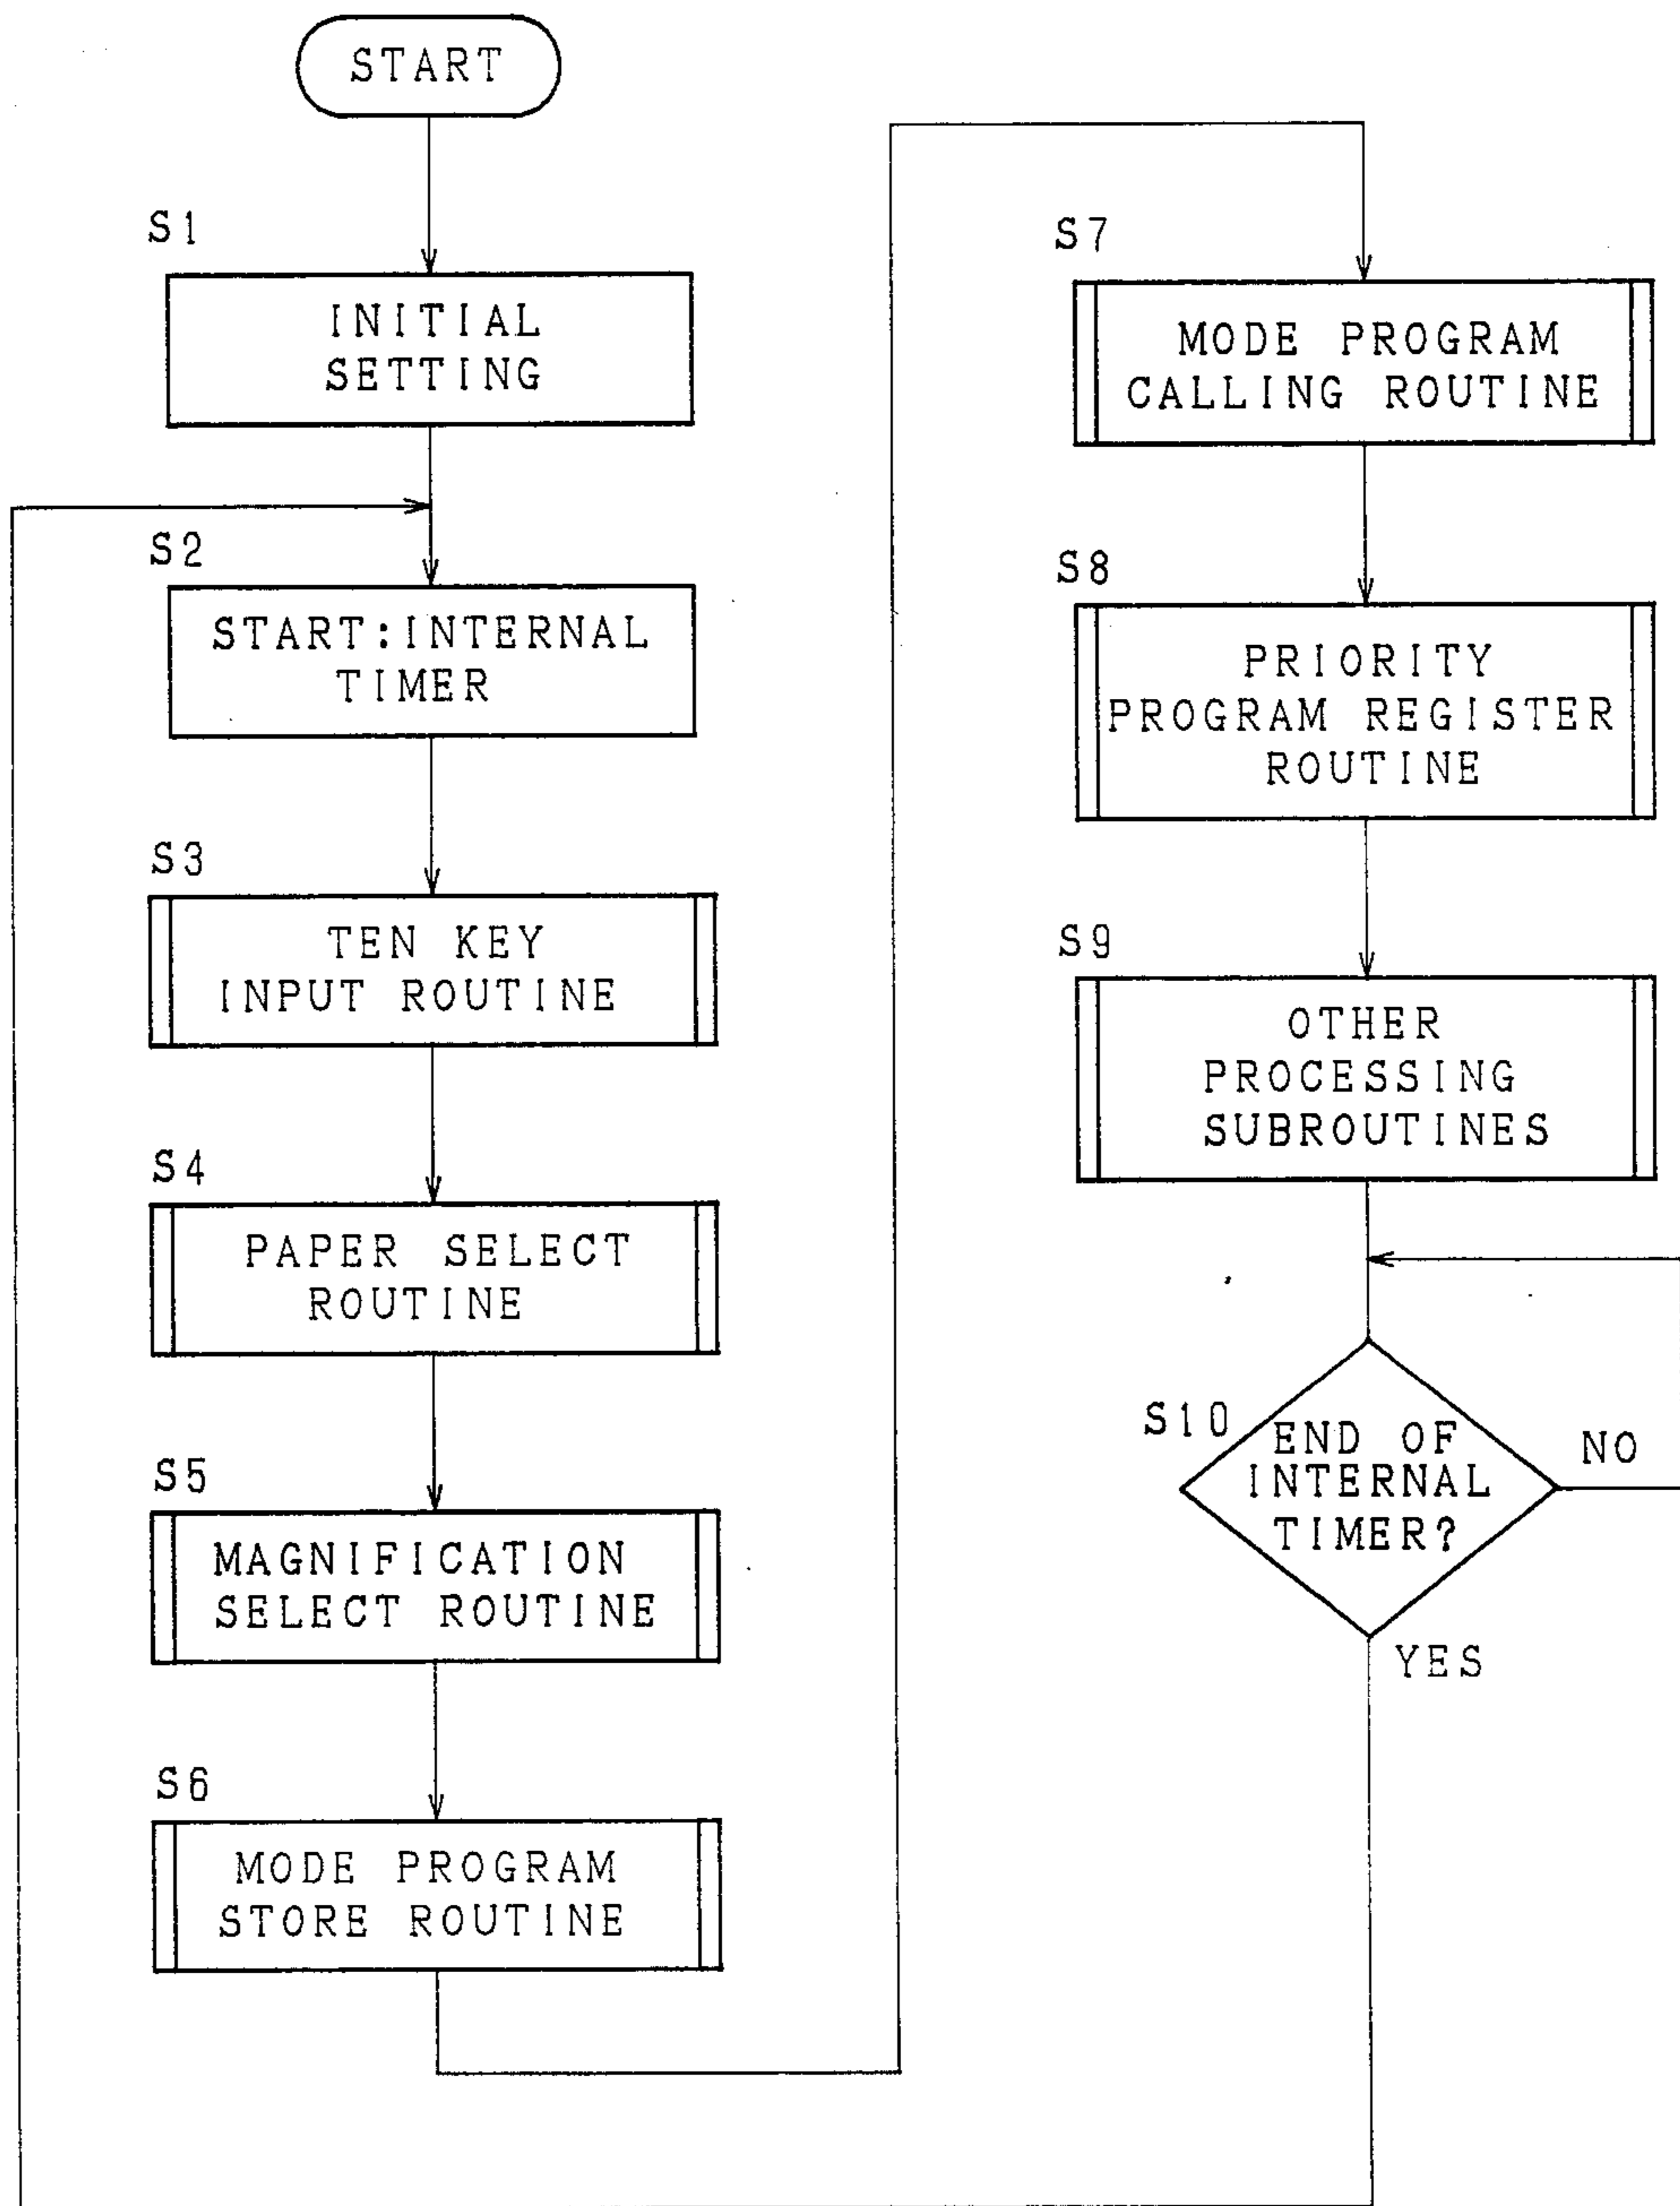 START
S1
INITIAL
SETTING
S2
START:INTERNAL
TIMER
S3
TEN KEY
INPUT ROUTINE
S4
PAPER SELECT
ROUTINE
S5
MAGNIFICATION
SELECT ROUTINE
S6
MODE PROGRAM
STORE ROUTINE
S7
MODE PROGRAM
CALLING ROUTINE
S8
PRIORITY
PROGRAM REGISTER
ROUTINE
S9
OTHER
PROCESSING
SUBROUTINES
S10
END OF
INTERNAL
TIMER?
NO
YES